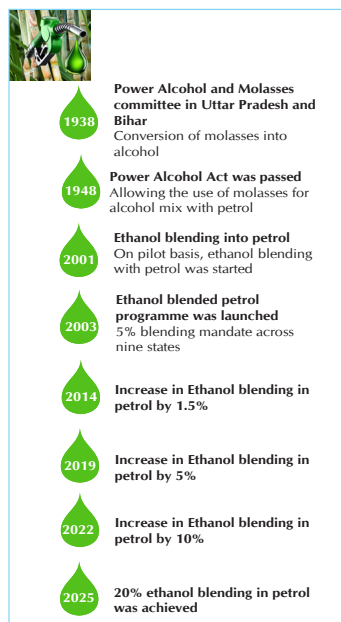 1938
Power Alcohol and Molasses
committee in Uttar Pradesh and
Bihar
Conversion of molasses into
alcohol
1948
Power Alcohol Act was passed
Allowing the use of molasses for
alcohol mix with petrol
2001
Ethanol blending into petrol
On pilot basis, ethanol blending
with petrol was started
2003
Ethanol blended petrol
programme was launched
5% blending mandate across
nine states
2014
Increase in Ethanol blending in
petrol by 1.5%
2019
Increase in Ethanol blending in
petrol by 5%
2022
Increase in Ethanol blending in
petrol by 10%
2025
20% ethanol blending in petrol
was achieved